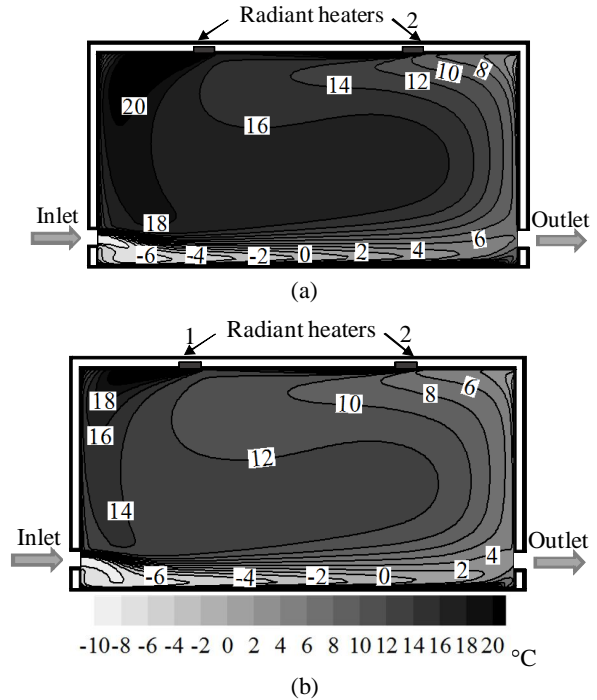 Radiant heaters 2
8
10
12
14
20
16
18
Inlet
Outlet
6
-6 -4 -2 0 2 4
(a)
1 Radiant heaters 2
6
8
18
10
16
12
14
Inlet
Outlet
4
-6 -4 -2 0 2
-10 -8 -6 -4 -2 0 2 4 6 8 10 12 14 16 18 20 °C
(b)